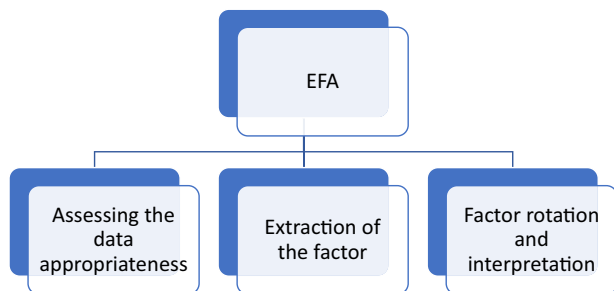 EFA
Assessing the
data
appropriateness
Extraction of
the factor
Factor rotation
and
interpretation